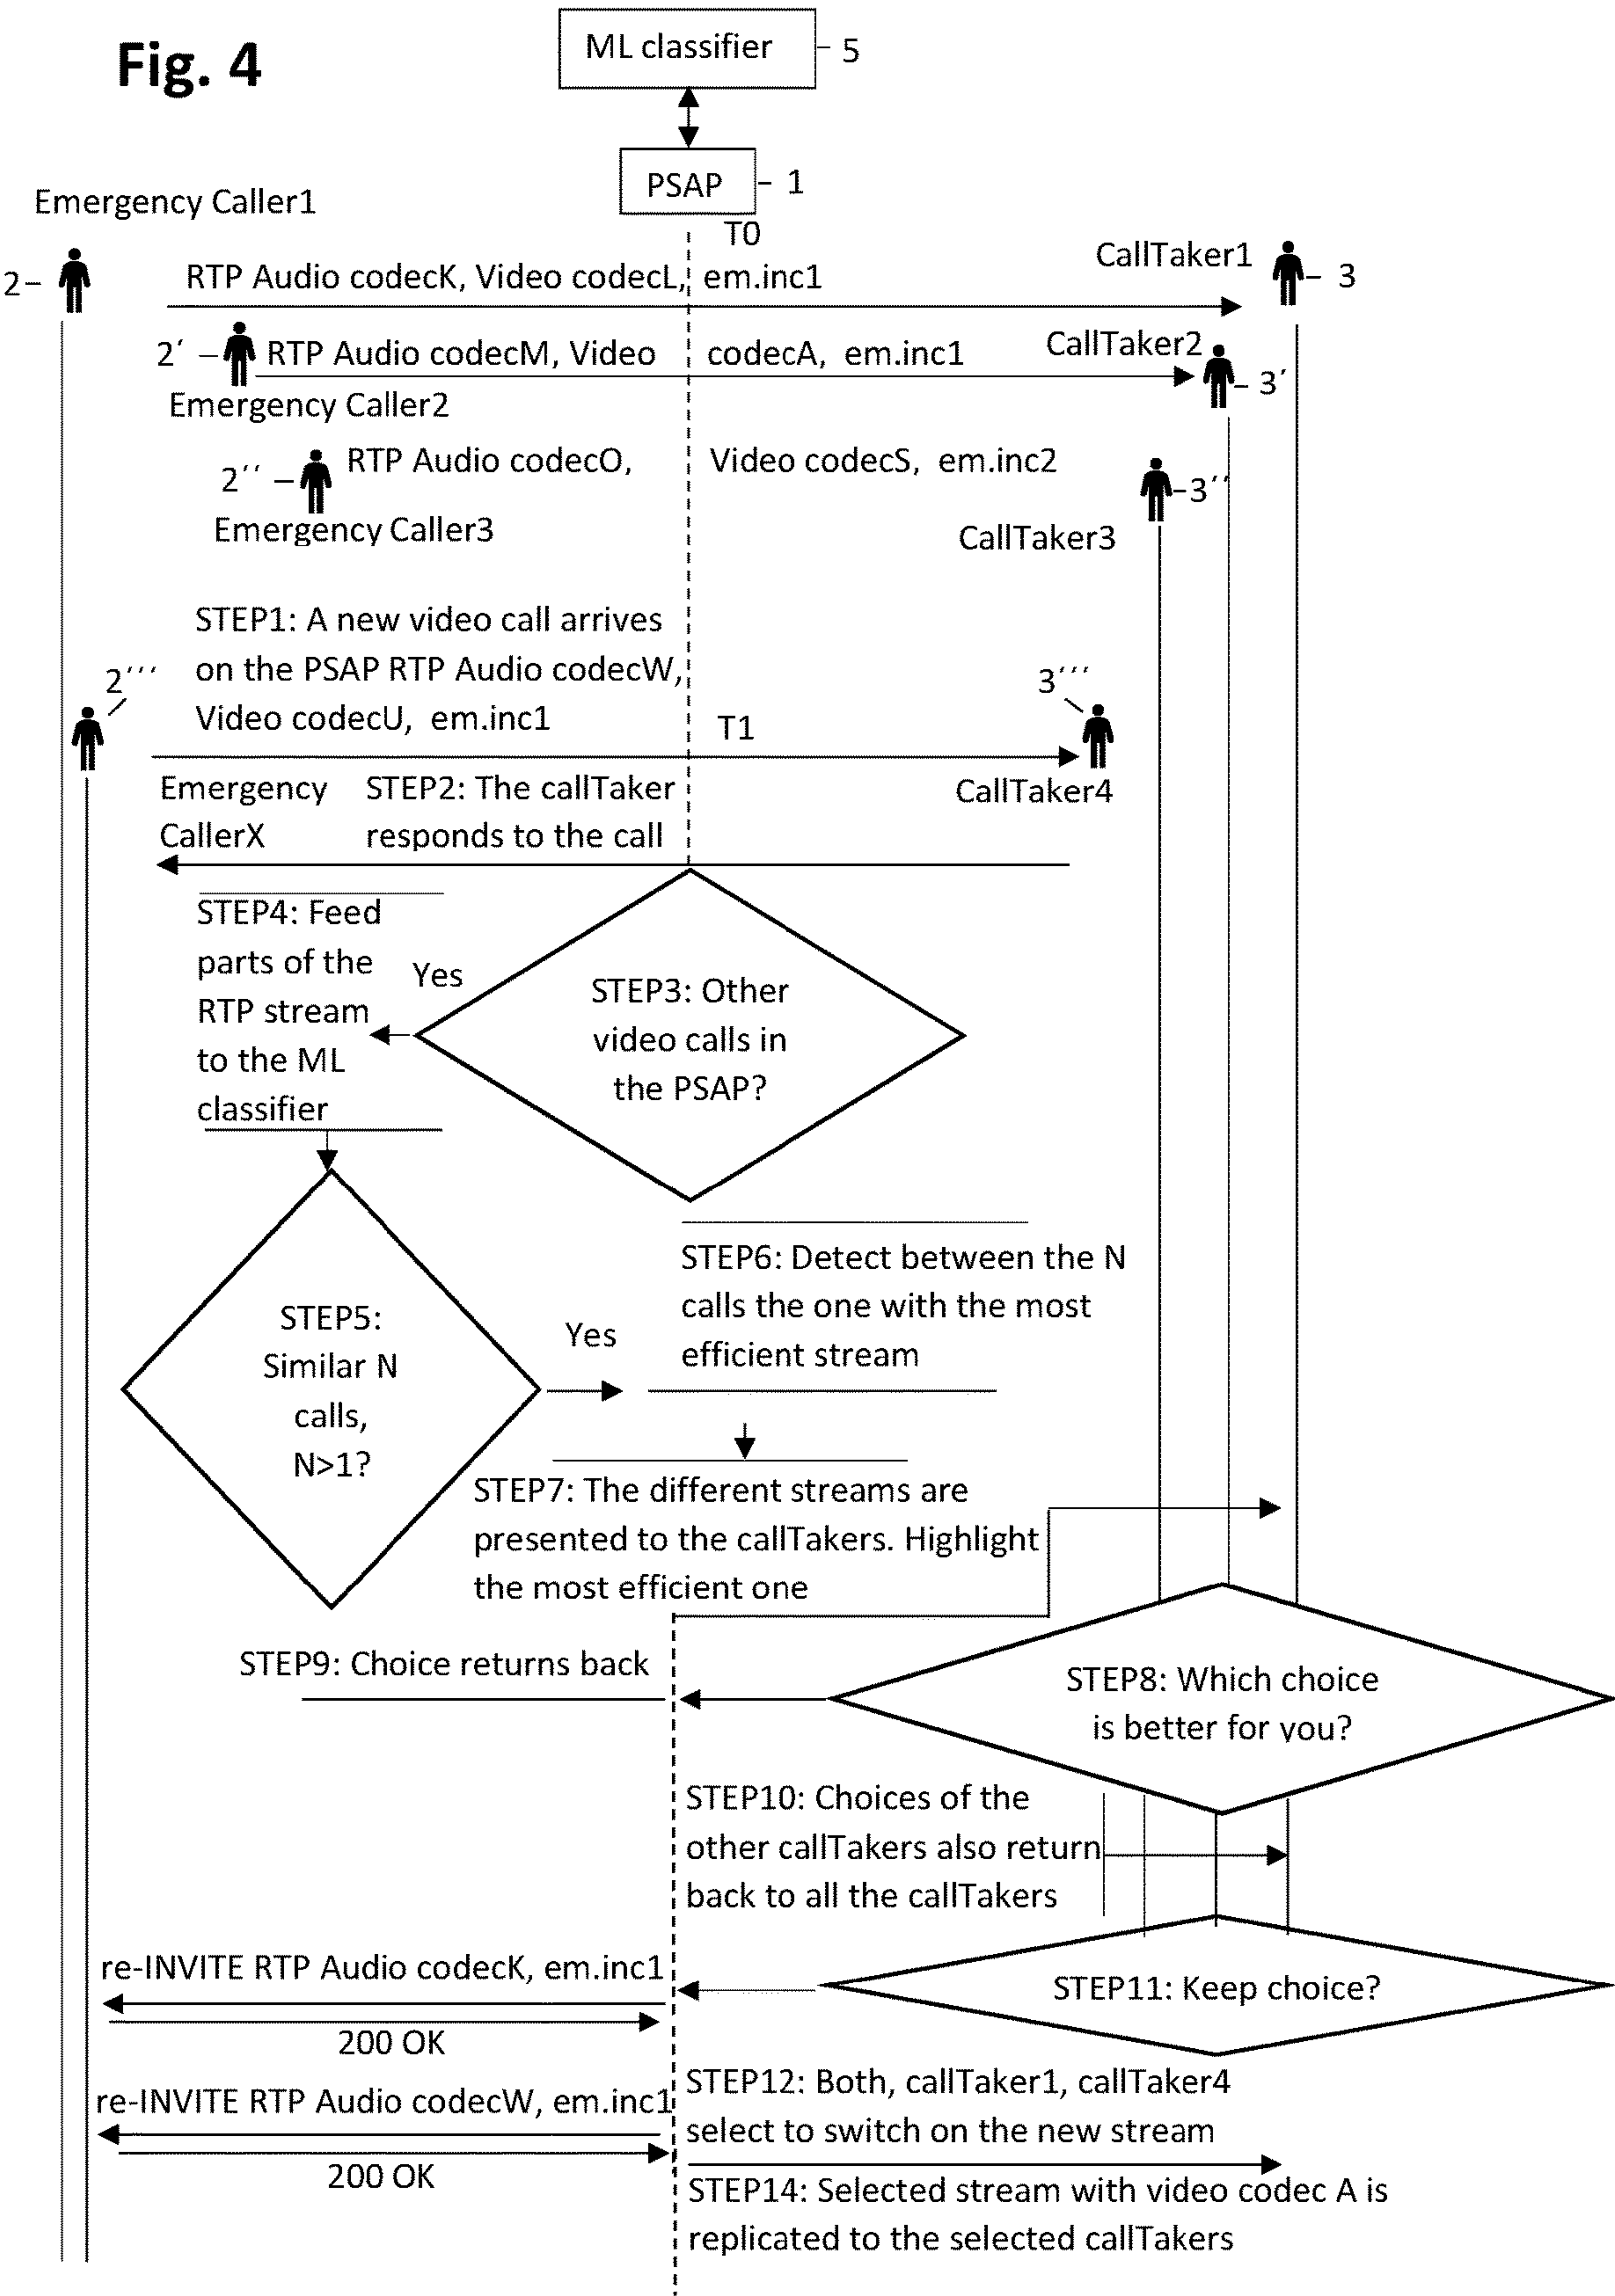 Fig. 4
ML classifier
5
PSAP
1
T0
Emergency Caller1
2
RTP Audio codecK, Video codecL, em.inc1
CallTaker1
3
2′
RTP Audio codecM, Video codecA, em.inc1
CallTaker2
3′
Emergency Caller2
2′′
RTP Audio codecO, Video codecS, em.inc2
3′′
Emergency Caller3
CallTaker3
STEP1: A new video call arrives
on the PSAP RTP Audio codecW,
Video codecU, em.inc1
2′′′
3′′′
T1
Emergency
CallerX
CallTaker4
STEP2: The callTaker
responds to the call
STEP4: Feed
parts of the
RTP stream
to the ML
classifier
Yes
STEP3: Other
video calls in
the PSAP?
STEP5:
Similar N
calls,
N>1?
Yes
STEP6: Detect between the N
calls the one with the most
efficient stream
STEP7: The different streams are
presented to the callTakers. Highlight
the most efficient one
STEP9: Choice returns back
STEP8: Which choice
is better for you?
STEP10: Choices of the
other callTakers also return
back to all the callTakers
re-INVITE RTP Audio codecK, em.inc1
200 OK
STEP11: Keep choice?
re-INVITE RTP Audio codecW, em.inc1
200 OK
STEP12: Both, callTaker1, callTaker4
select to switch on the new stream
STEP14: Selected stream with video codec A is
replicated to the selected callTakers